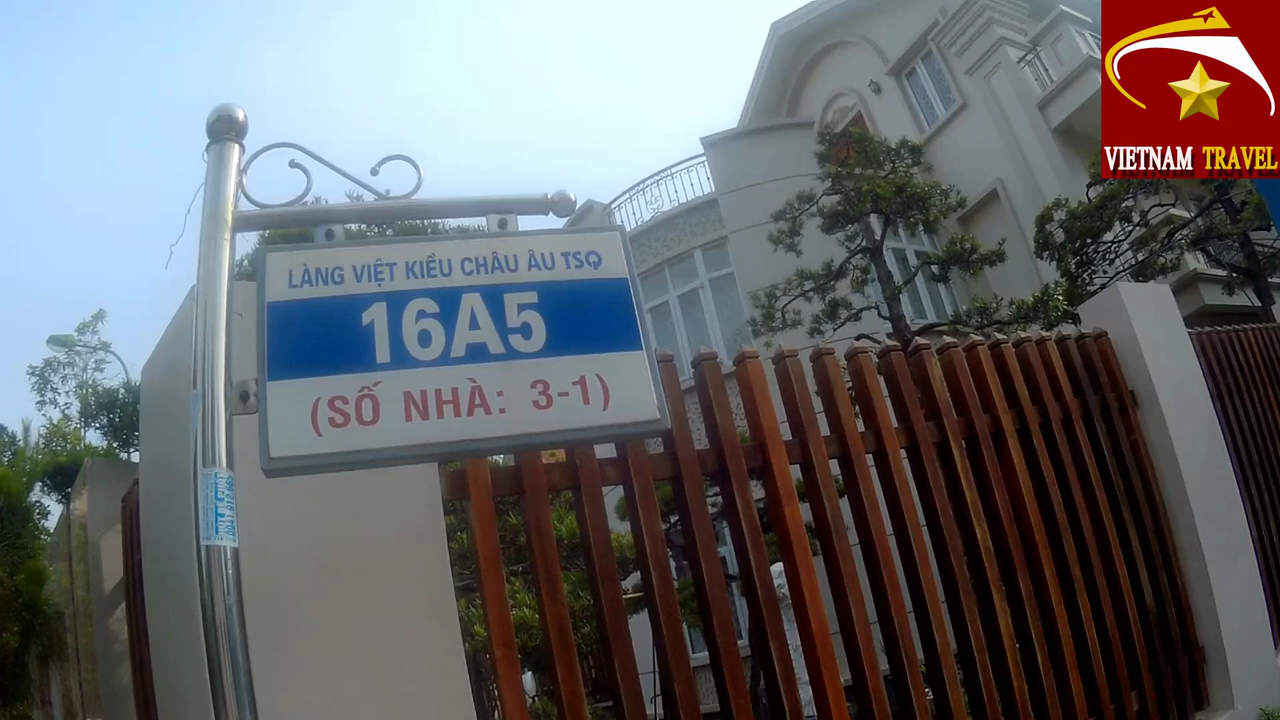 LÀNG VIỆT KIỀU CHÂU ÂU TSQ
16A5
(SỐ NHÀ: 3-1)
VIETNAM TRAVEL